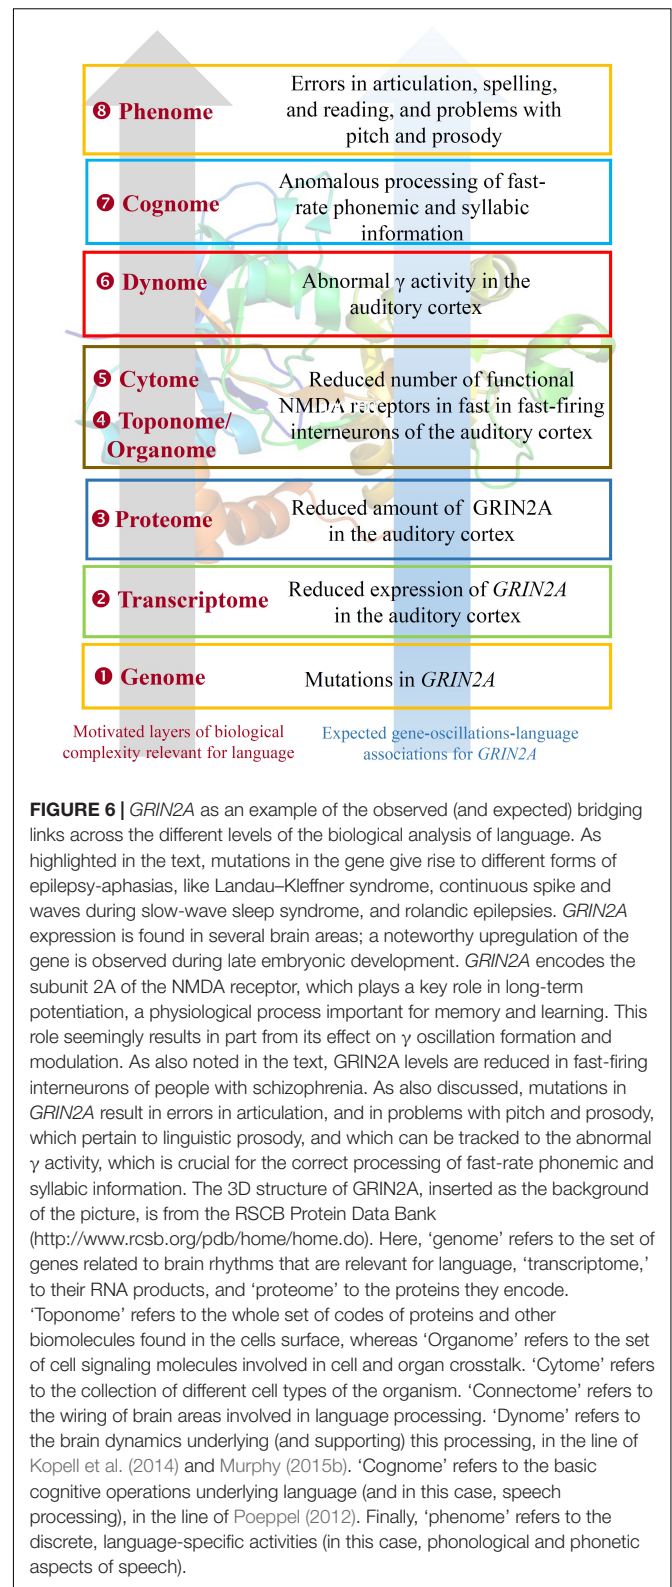 ❽ Phenome
Errors in articulation, spelling,
and reading, and problems with
pitch and prosody
❼ Cognome
Anomalous processing of fast-
rate phonemic and syllabic
information
❻ Dynome
Abnormal γ activity in the
auditory cortex
❺ Cytome
❹ Toponome/
Organome
Reduced number of functional
NMDA receptors in fast in fast-firing
interneurons of the auditory cortex
❸ Proteome
Reduced amount of GRIN2A
in the auditory cortex
❷ Transcriptome
Reduced expression of GRIN2A
in the auditory cortex
❶ Genome
Mutations in GRIN2A
Motivated layers of biological
complexity relevant for language
Expected gene-oscillations-language
associations for GRIN2A
FIGURE 6 | GRIN2A as an example of the observed (and expected) bridging
links across the different levels of the biological analysis of language. As
highlighted in the text, mutations in the gene give rise to different forms of
epilepsy-aphasias, like Landau–Kleffner syndrome, continuous spike and
waves during slow-wave sleep syndrome, and rolandic epilepsies. GRIN2A
expression is found in several brain areas; a noteworthy upregulation of the
gene is observed during late embryonic development. GRIN2A encodes the
subunit 2A of the NMDA receptor, which plays a key role in long-term
potentiation, a physiological process important for memory and learning. This
role seemingly results in part from its effect on γ oscillation formation and
modulation. As also noted in the text, GRIN2A levels are reduced in fast-firing
interneurons of people with schizophrenia. As also discussed, mutations in
GRIN2A result in errors in articulation, and in problems with pitch and prosody,
which pertain to linguistic prosody, and which can be tracked to the abnormal
γ activity, which is crucial for the correct processing of fast-rate phonemic and
syllabic information. The 3D structure of GRIN2A, inserted as the background
of the picture, is from the RSCB Protein Data Bank
(http://www.rcsb.org/pdb/home/home.do). Here, ‘genome’ refers to the set of
genes related to brain rhythms that are relevant for language, ‘transcriptome,’
to their RNA products, and ‘proteome’ to the proteins they encode.
‘Toponome’ refers to the whole set of codes of proteins and other
biomolecules found in the cells surface, whereas ‘Organome’ refers to the set
of cell signaling molecules involved in cell and organ crosstalk. ‘Cytome’ refers
to the collection of different cell types of the organism. ‘Connectome’ refers to
the wiring of brain areas involved in language processing. ‘Dynome’ refers to
the brain dynamics underlying (and supporting) this processing, in the line of
Kopell et al. (2014) and Murphy (2015b). ‘Cognome’ refers to the basic
cognitive operations underlying language (and in this case, speech
processing), in the line of Poeppel (2012). Finally, ‘phenome’ refers to the
discrete, language-specific activities (in this case, phonological and phonetic
aspects of speech).